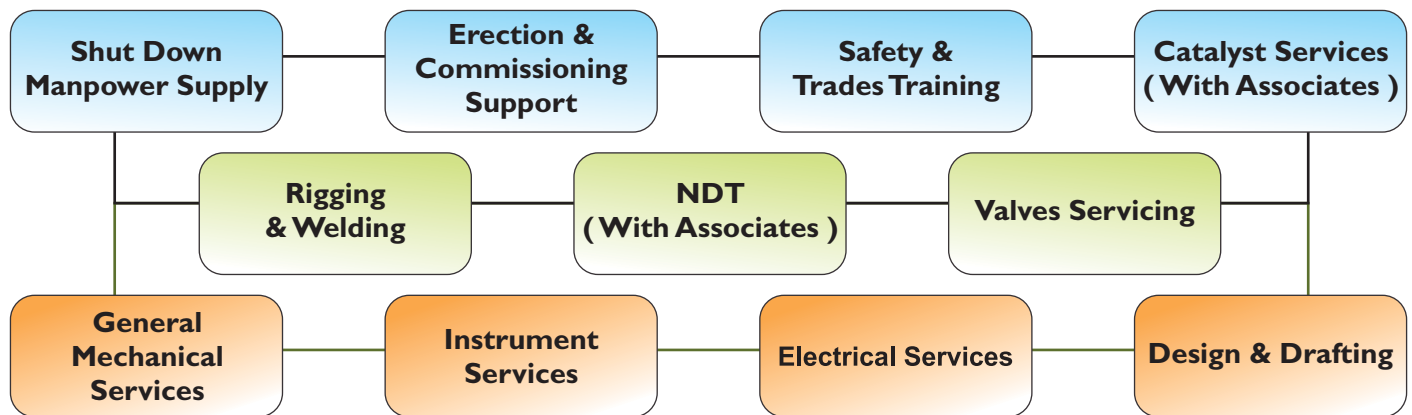 Shut Down
Manpower Supply
Erection &
Commissioning
Support
Safety &
Trades Training
Catalyst Services
( With Associates )
Rigging
& Welding
NDT
( With Associates )
Valves Servicing
General
Mechanical
Services
Instrument
Services
Electrical Services
Design & Drafting